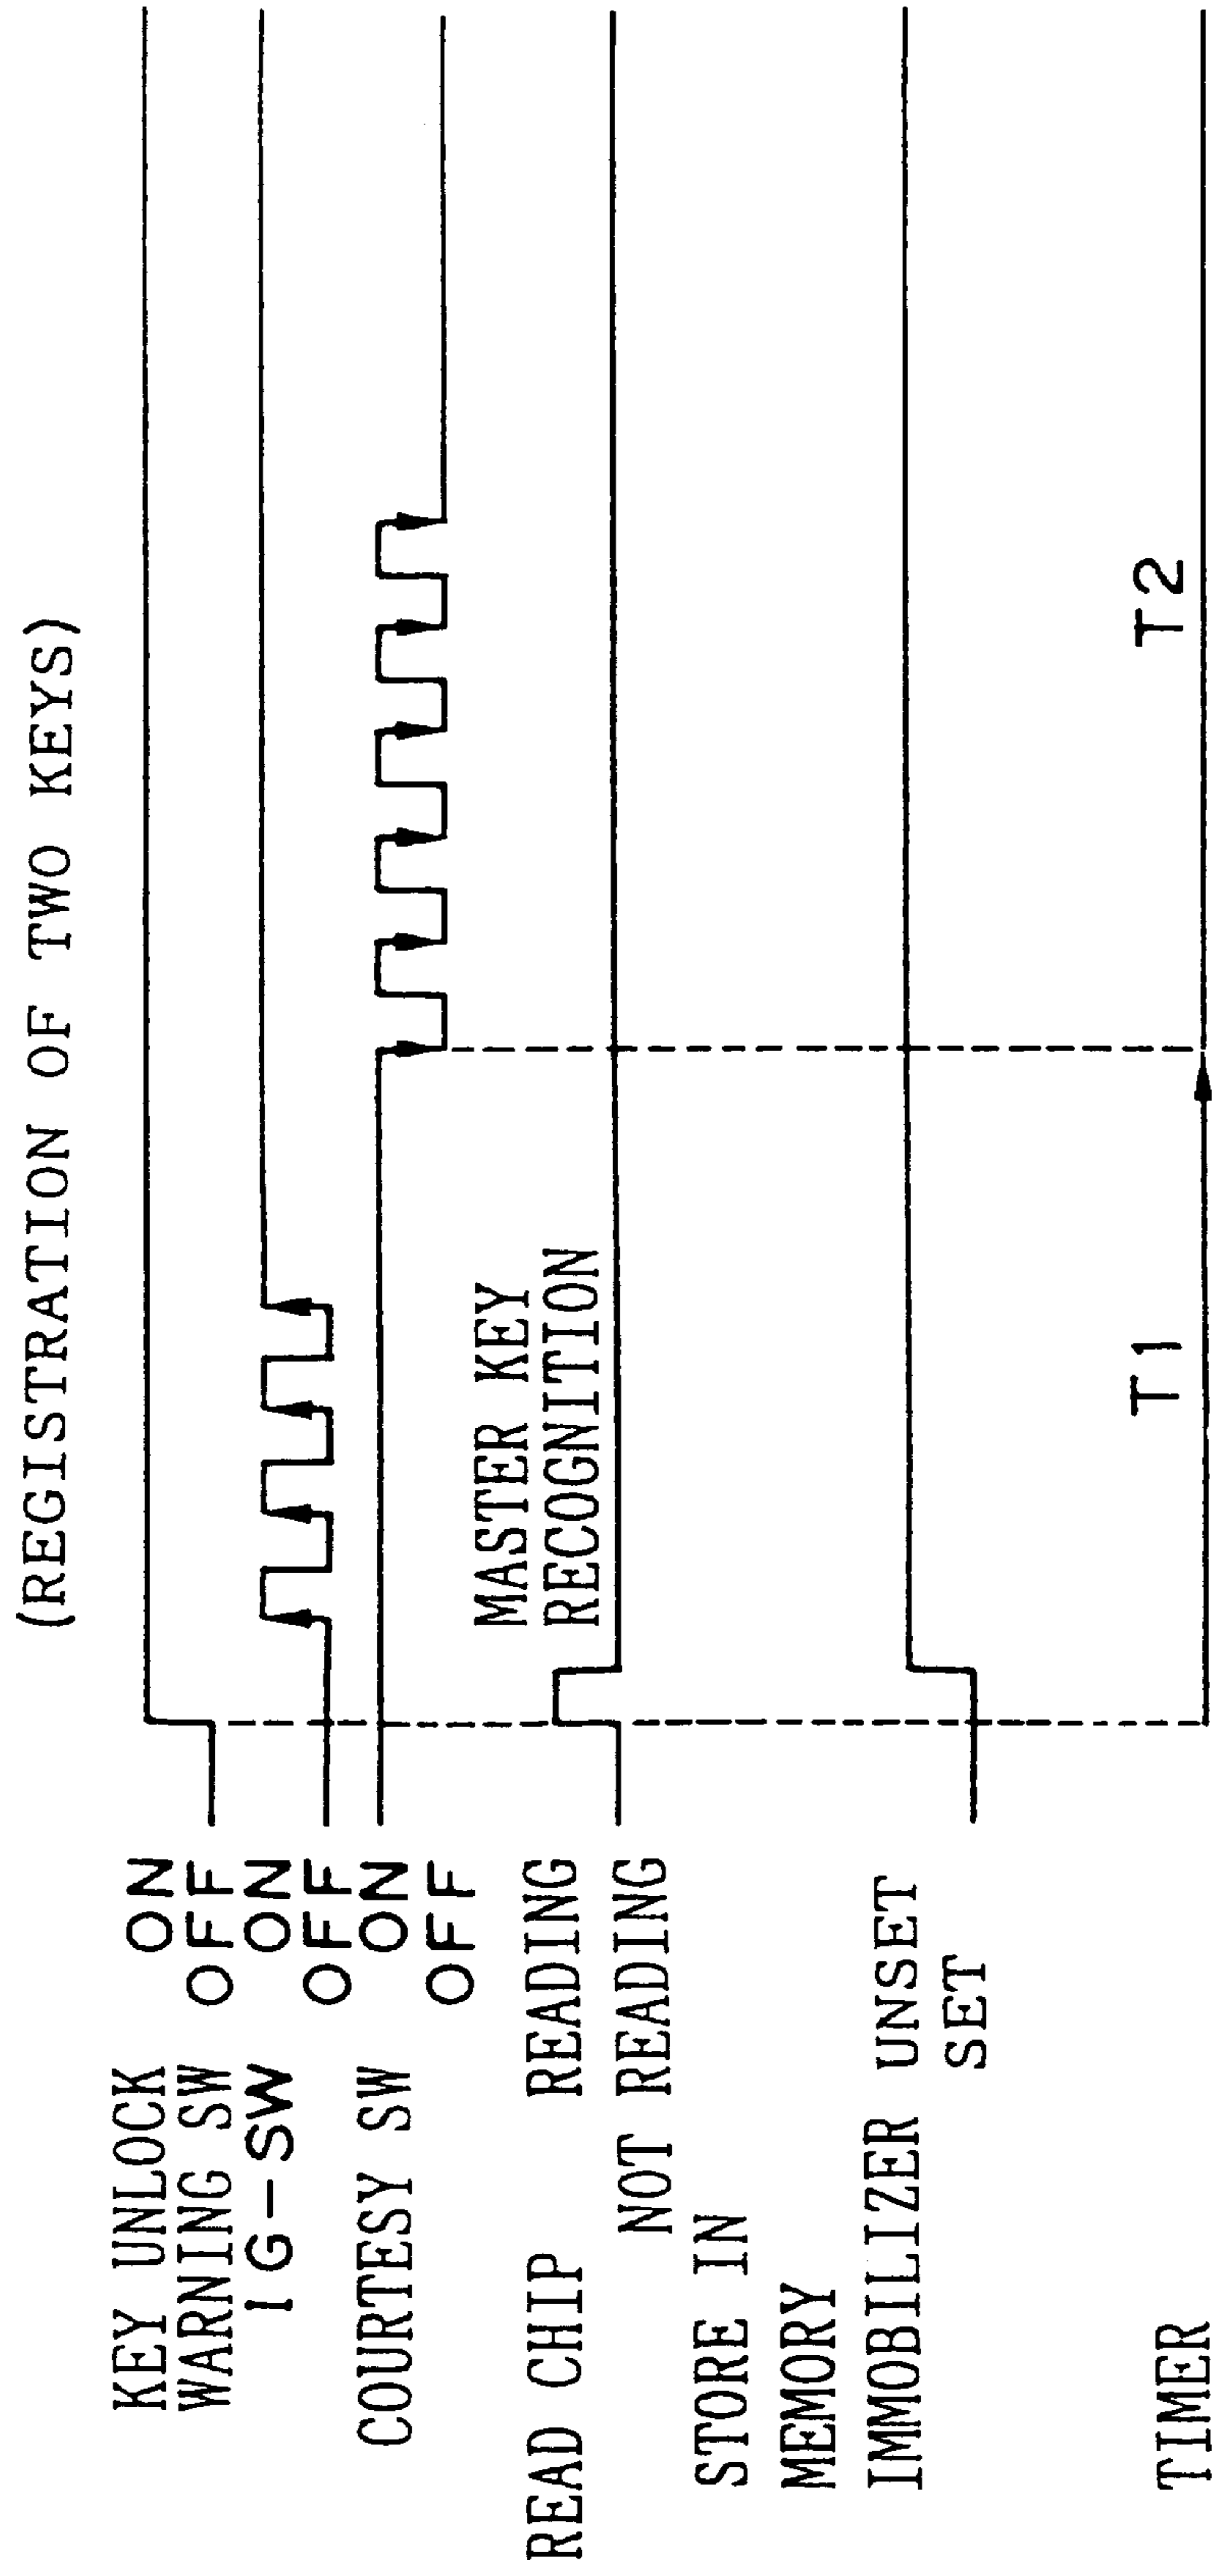 (REGISTRATION OF TWO KEYS)
KEY UNLOCK
WARNING SW
ON
OFF
IG-SW
ON
OFF
COURTESY SW
ON
OFF
READ CHIP
READING
NOT READING
MASTER KEY
RECOGNITION
STORE IN
MEMORY
IMMOBILIZER
UNSET
SET
TIMER
T1
T2